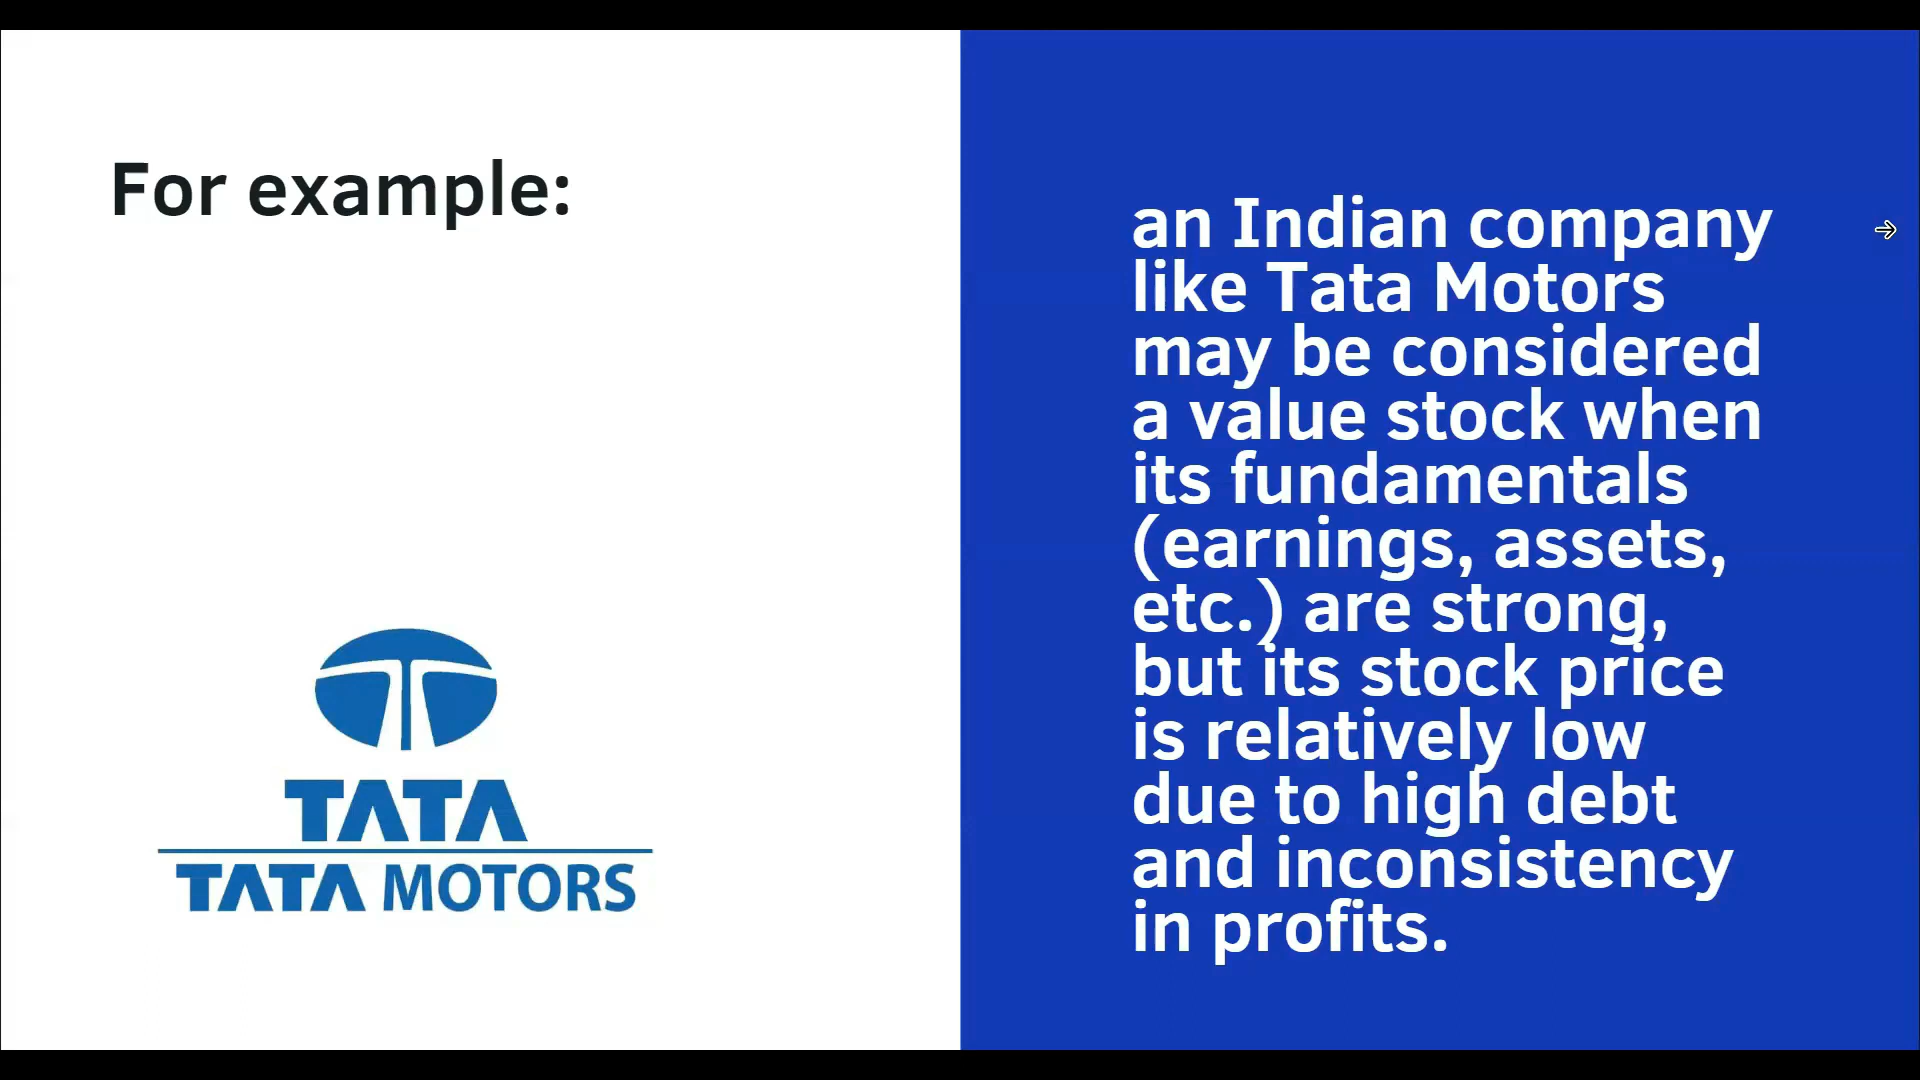 For example:
TATA
TATA MOTORS
an Indian company
like Tata Motors
may be considered
a value stock when
its fundamentals
(earnings, assets,
etc.) are strong,
but its stock price
is relatively low
due to high debt
and inconsistency
in profits.